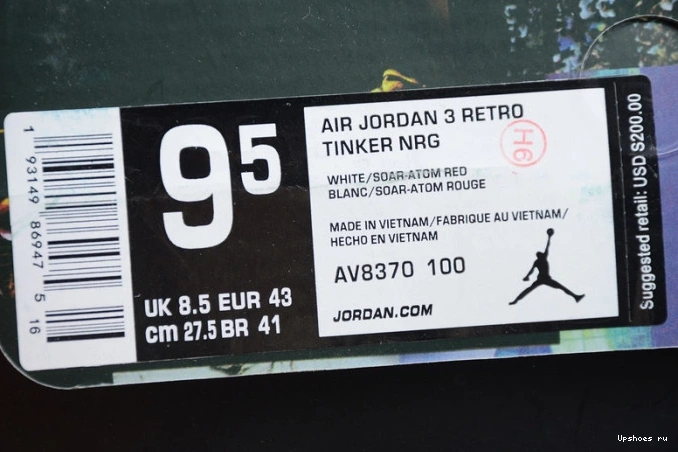 1 93149 86947 5 16
9 5
UK 8.5 EUR 43
cm 27.5 BR 41
AIR JORDAN 3 RETRO
TINKER NRG
H6
WHITE/SOAR-ATOM RED
BLANC/SOAR-ATOM ROUGE
MADE IN VIETNAM/FABRIQUE AU VIETNAM/
HECHO EN VIETNAM
AV8370 100
JORDAN.COM
Suggested retail: USD $200.00
Upshoes ru